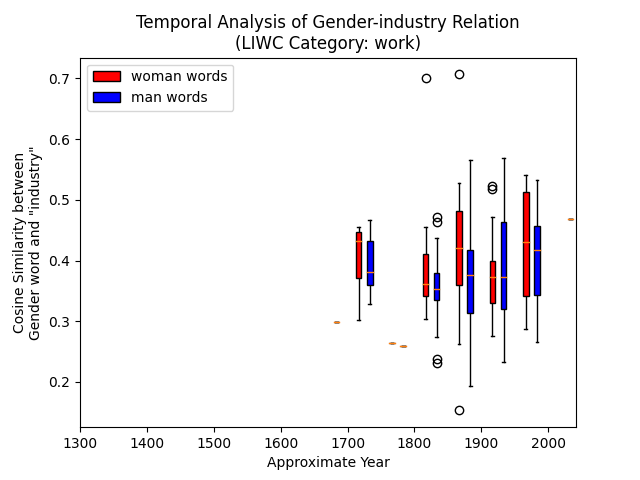 Temporal Analysis of Gender-industry Relation
(LIWC Category: work)
woman words
man words
0.7
0.6
0.5
0.4
0.3
0.2
Cosine Similarity between
Gender word and "industry"
1300 1400 1500 1600 1700 1800 1900 2000
Approximate Year